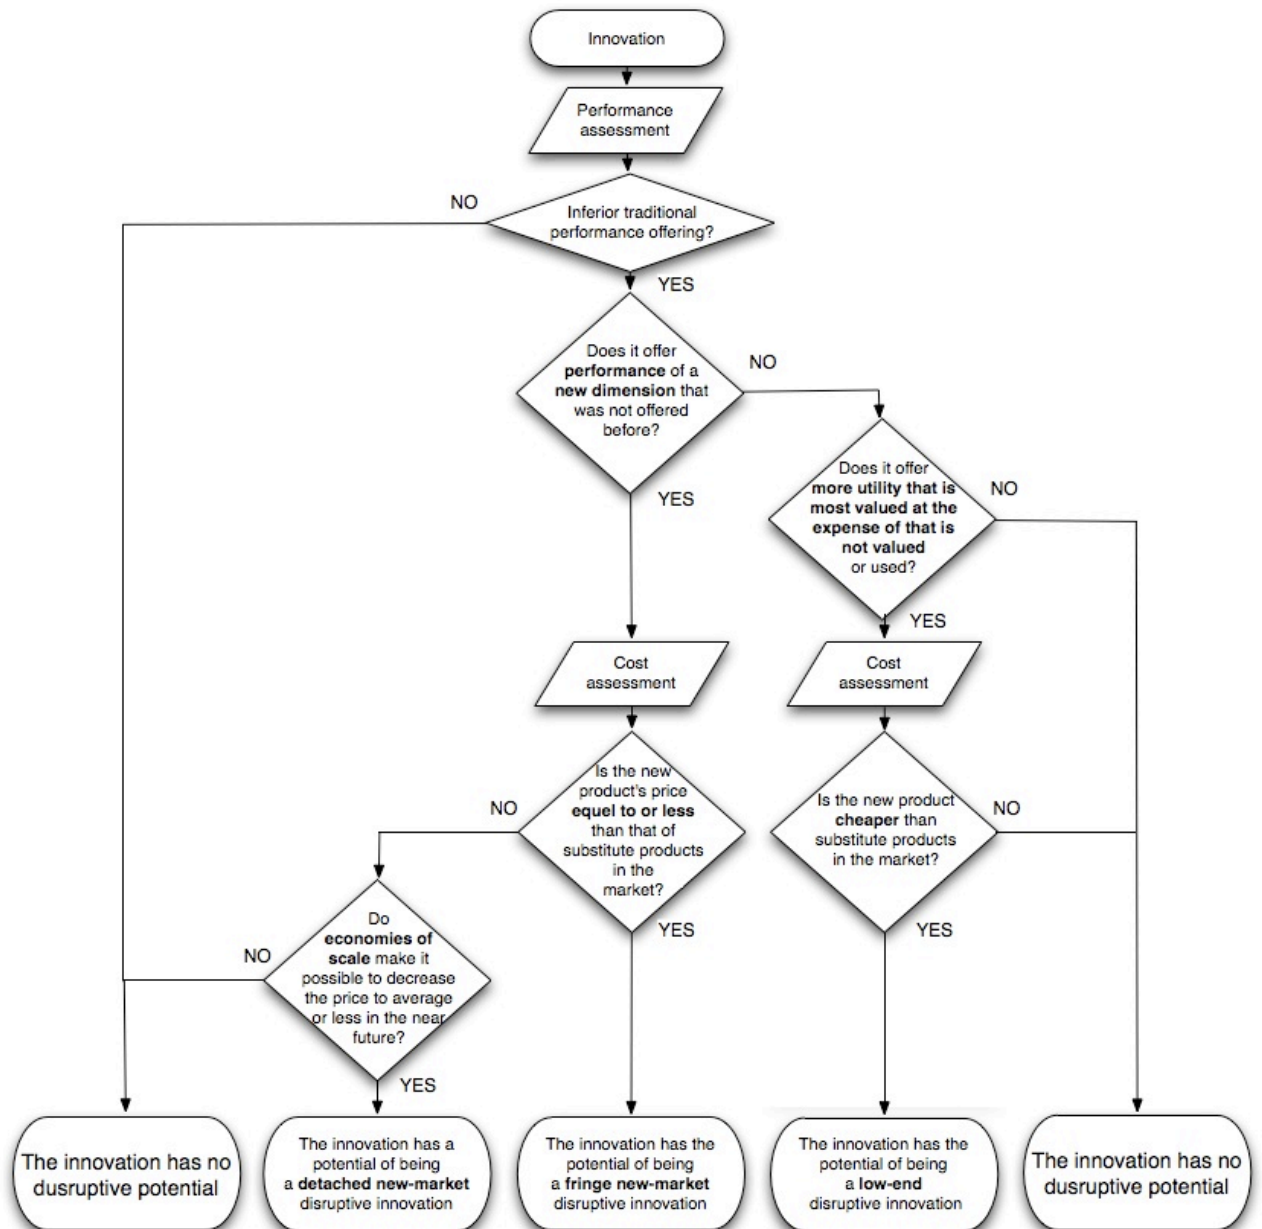 Innovation
Performance
assessment
NO
Inferior traditional
performance offering?
YES
Does it offer
performance of a
new dimension that
was not offered
before?
NO
Does it offer
more utility that is
most valued at the
expense of that is
not valued
or used?
NO
YES
YES
Cost
assessment
Cost
assessment
Is the new
product's price
equal to or less
than that of
substitute products
in the
market?
NO
Is the new product
cheaper than
substitute products
in the market?
NO
Do
economies of
scale make it
possible to decrease
the price to average
or less in the near
future?
NO
YES
YES
YES
The innovation has no
dusruptive potential
The innovation has a
potential of being
a detached new-market
disruptive innovation
The innovation has the
potential of being
a fringe new-market
disruptive innovation
The innovation has the
potential of being
a low-end
disruptive innovation
The innovation has no
dusruptive potential